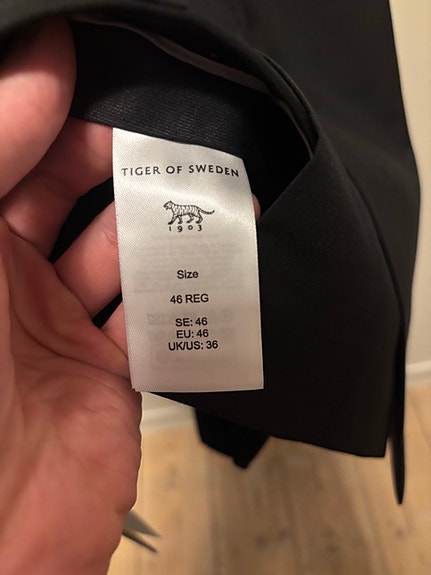 TIGER OF SWEDEN
1903
Size
46 REG
SE: 46
EU: 46
UK/US: 36